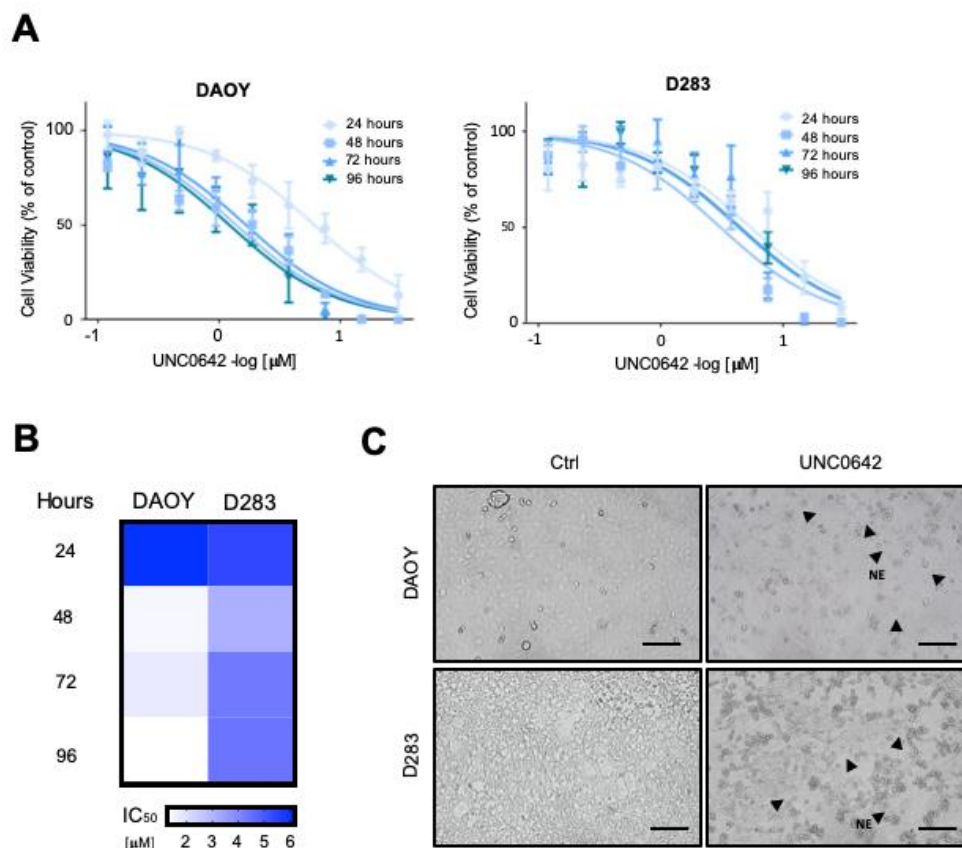 A
DAOY
100
50
0
-1
0
1
Cell Viability (% of control)
UNC0642 -log [μM]
24 hours
48 hours
72 hours
96 hours
D283
100
50
0
-1
0
1
Cell Viability (% of control)
UNC0642 -log [μM]
24 hours
48 hours
72 hours
96 hours
B
Hours DAOY D283
24
48
72
96
IC50
[μM] 2 3 4 5 6
C
Ctrl UNC0642
DAOY
NE
D283
NE